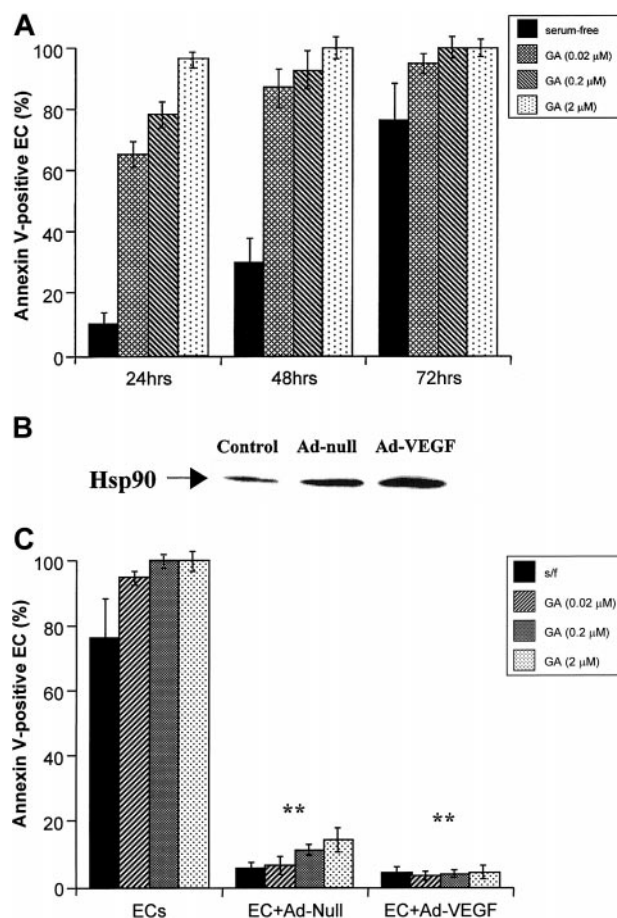 A
Annexin V-positive EC (%)
100
80
60
40
20
0
24hrs
48hrs
72hrs
serum-free
GA (0.02 µM)
GA (0.2 µM)
GA (2 µM)
B
Control Ad-null Ad-VEGF
Hsp90
C
Annexin V-positive EC (%)
100
80
60
40
20
0
**
**
ECs
EC+Ad-Null
EC+Ad-VEGF
s/f
GA (0.02 µM)
GA (0.2 µM)
GA (2 µM)